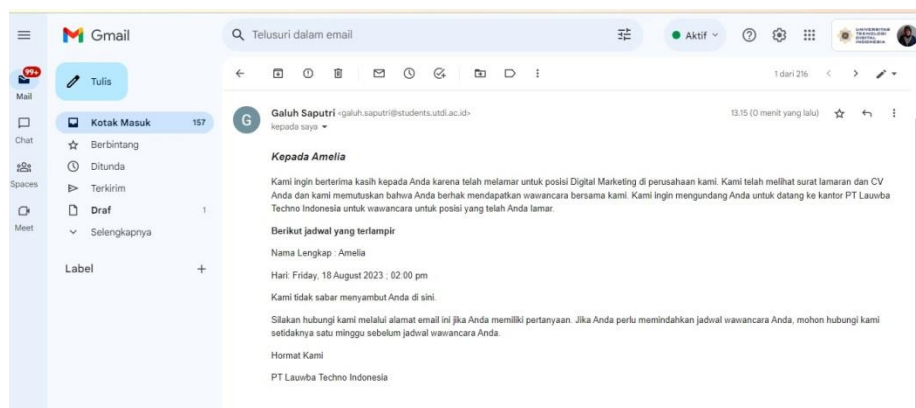 Gmail
Telusuri dalam email
Aktif
UNIVERSITAS
TEKNOLOGI
DIGITAL
INDONESIA
99+
Mail
Chat
Spaces
Meet
Tulis
Kotak Masuk 157
Berbintang
Ditunda
Terkirim
Draf 1
Selengkapnya
Label
1 dari 216
G
Galuh Saputri <galuh.saputri@students.utdi.ac.id>
13.15 (0 menit yang lalu)
kepada saya
Kepada Amelia
Kami ingin berterima kasih kepada Anda karena telah melamar untuk posisi Digital Marketing di perusahaan kami. Kami telah melihat surat lamaran dan CV
Anda dan kami memutuskan bahwa Anda berhak mendapatkan wawancara bersama kami. Kami ingin mengundang Anda untuk datang ke kantor PT Lauwba
Techno Indonesia untuk wawancara untuk posisi yang telah Anda lamar.
Berikut jadwal yang terlampir
Nama Lengkap : Amelia
Hari: Friday, 18 August 2023 ; 02:00 pm
Kami tidak sabar menyambut Anda di sini.
Silakan hubungi kami melalui alamat email ini jika Anda memiliki pertanyaan. Jika Anda perlu memindahkan jadwal wawancara Anda, mohon hubungi kami
setidaknya satu minggu sebelum jadwal wawancara Anda.
Hormat Kami
PT Lauwba Techno Indonesia